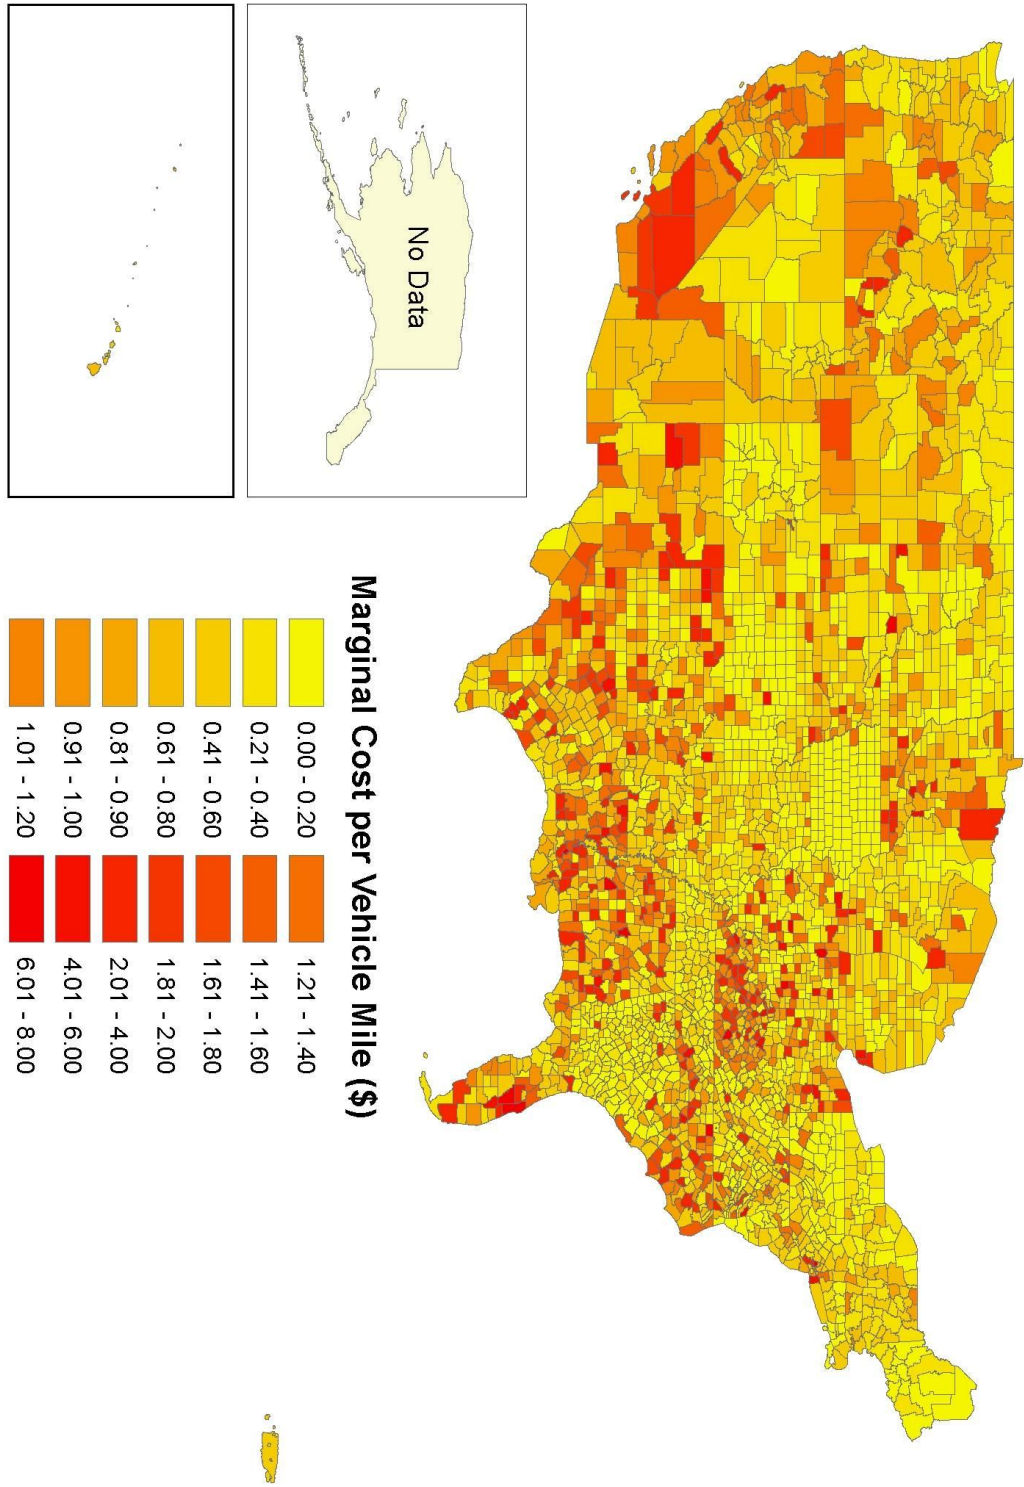 No Data
Marginal Cost per Vehicle Mile ($)
0.00 - 0.20
0.21 - 0.40
0.41 - 0.60
0.61 - 0.80
0.81 - 0.90
0.91 - 1.00
1.01 - 1.20
1.21 - 1.40
1.41 - 1.60
1.61 - 1.80
1.81 - 2.00
2.01 - 4.00
4.01 - 6.00
6.01 - 8.00